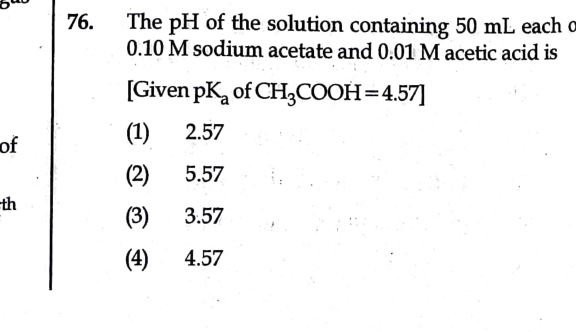 76. The pH of the solution containing 50 mL each
0.10 M sodium acetate and 0.01 M acetic acid is
[Given pKₐ of CH₃COOH = 4.57]
(1) 2.57
of
(2) 5.57
th
(3) 3.57
(4) 4.57